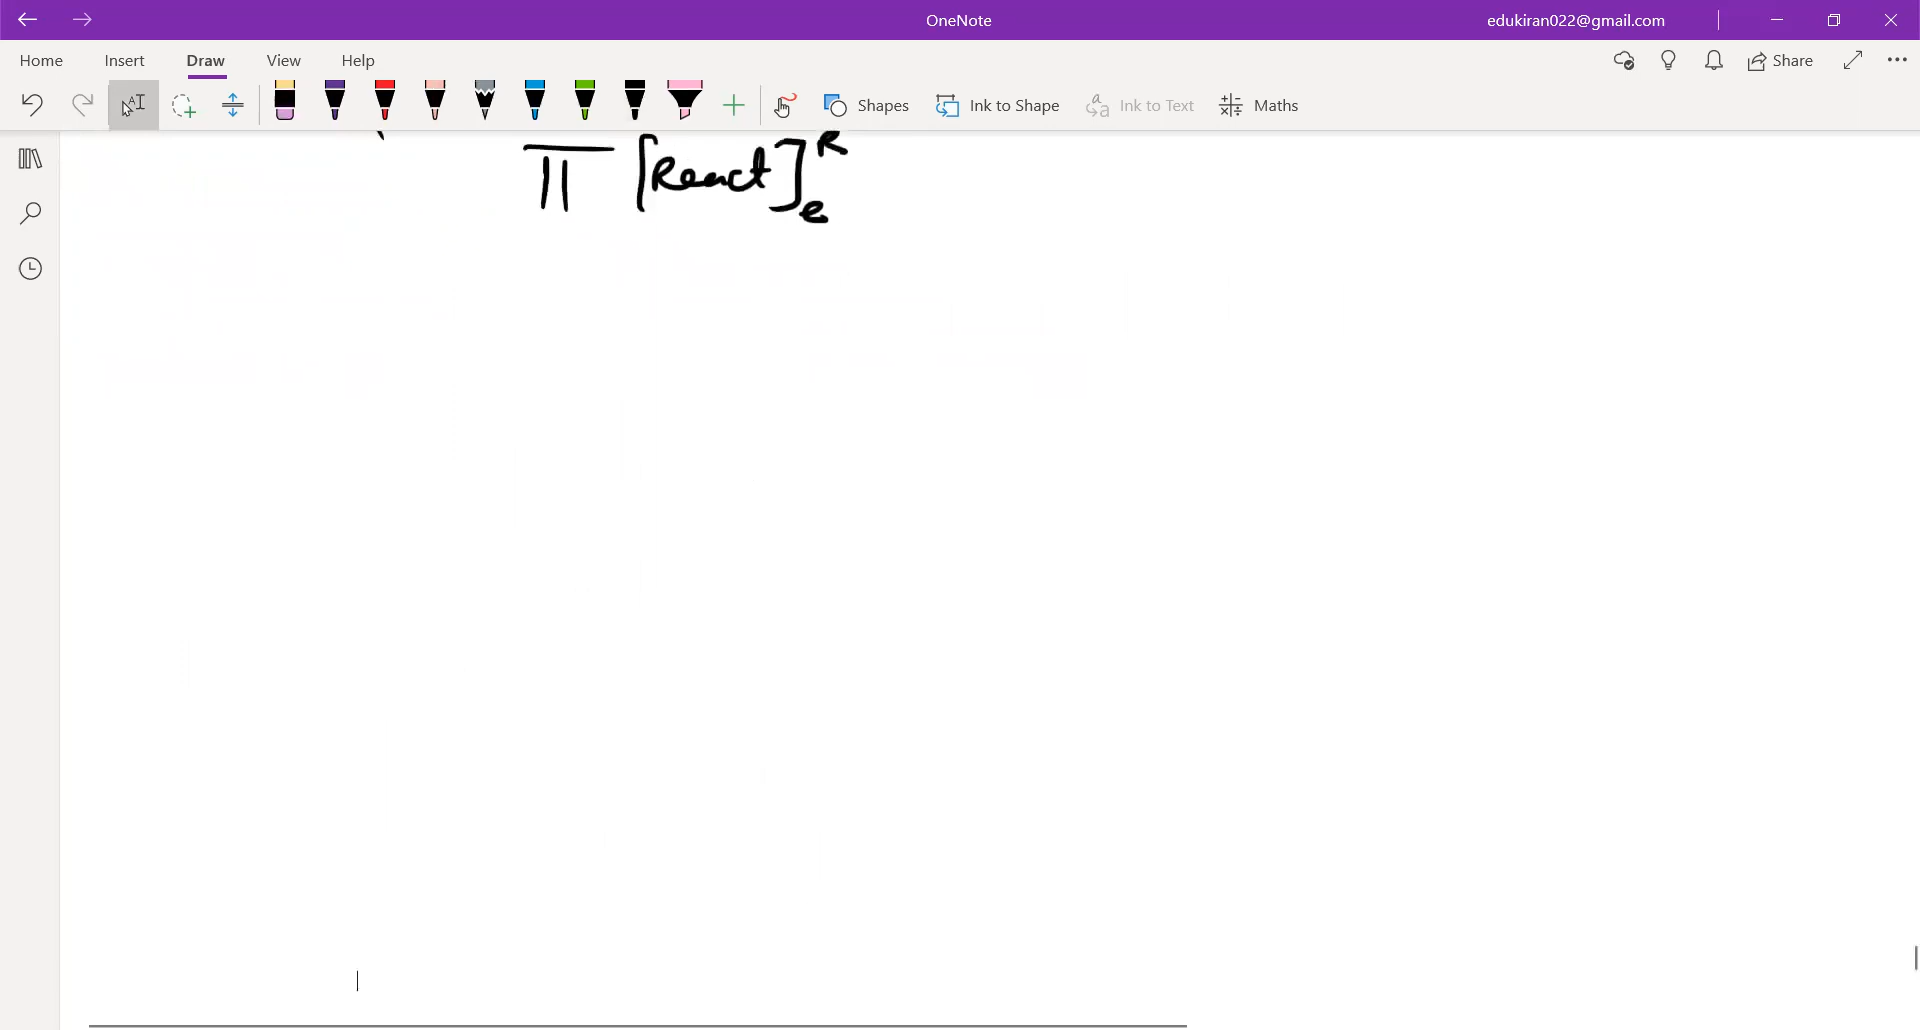 OneNote
edukiran022@gmail.com
Home Insert Draw View Help
Share
Shapes Ink to Shape Ink to Text Maths
Π [React]ₑᴿ